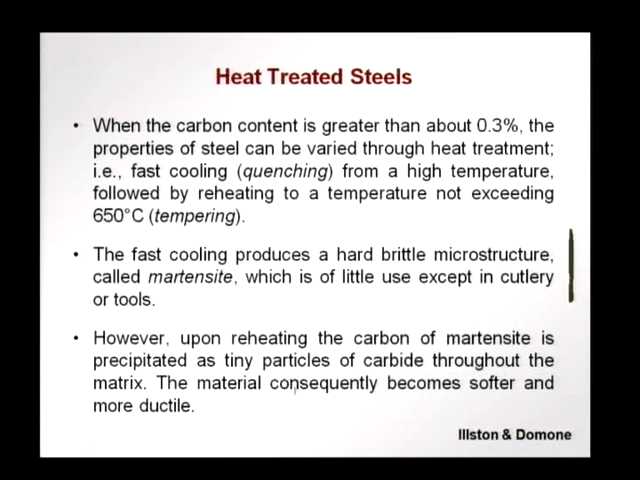 Heat Treated Steels
• When the carbon content is greater than about 0.3%, the
properties of steel can be varied through heat treatment;
i.e., fast cooling (quenching) from a high temperature,
followed by reheating to a temperature not exceeding
650°C (tempering).
• The fast cooling produces a hard brittle microstructure,
called martensite, which is of little use except in cutlery
or tools.
• However, upon reheating the carbon of martensite is
precipitated as tiny particles of carbide throughout the
matrix. The material consequently becomes softer and
more ductile.
Illston & Domone